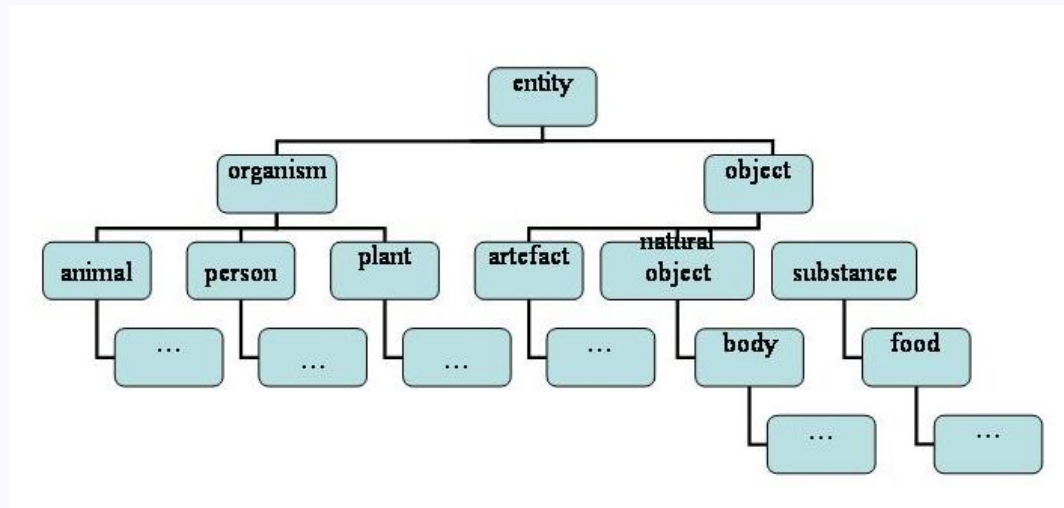 entity
organism
object
animal
person
plant
artefact
natural
object
substance
...
...
...
...
body
food
...
...